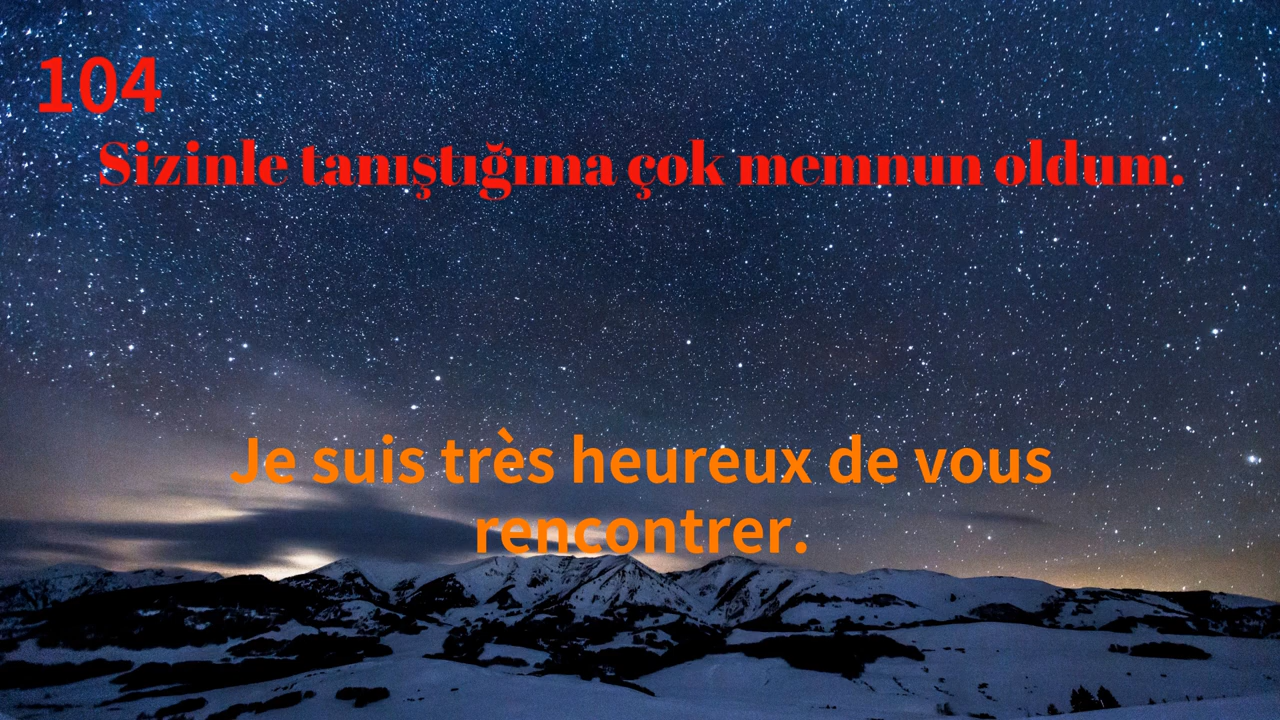 104
Sizinle tanıştığıma çok memnun oldum.
Je suis très heureux de vous
rencontrer.